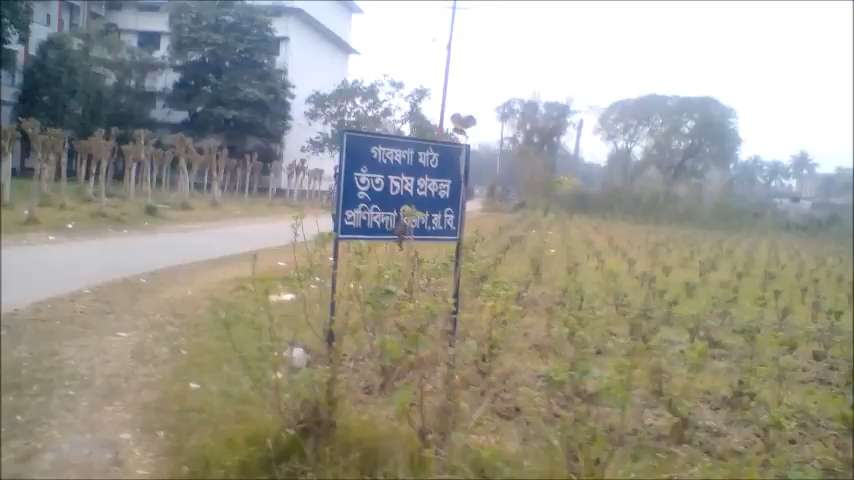 গবেষণা মাঠ
তুঁত চাষ প্রকল্প
প্রাণিবিদ্যা বিভাগ, রা.বি.